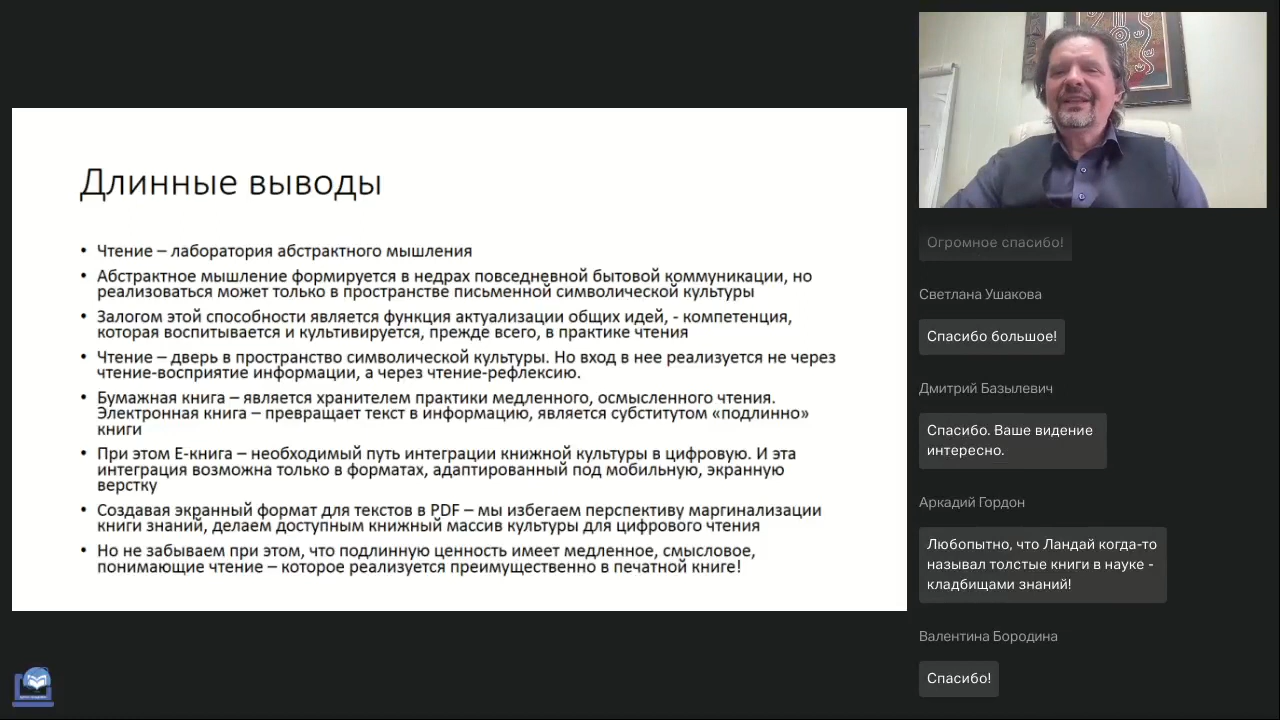 Длинные выводы
• Чтение – лаборатория абстрактного мышления
• Абстрактное мышление формируется в недрах повседневной бытовой коммуникации, но
реализоваться может только в пространстве письменной символической культуры
• Залогом этой способности является функция актуализации общих идей, - компетенция,
которая воспитывается и культивируется, прежде всего, в практике чтения
• Чтение – дверь в пространство символической культуры. Но вход в нее реализуется не через
чтение-восприятие информации, а через чтение-рефлексию.
• Бумажная книга – является хранителем практики медленного, осмысленного чтения.
Электронная книга – превращает текст в информацию, является субститутом «подлинно»
книги
• При этом Е-книга – необходимый путь интеграции книжной культуры в цифровую. И эта
интеграция возможна только в форматах, адаптированный под мобильную, экранную
верстку
• Создавая экранный формат для текстов в PDF – мы избегаем перспективу маргинализации
книги знаний, делаем доступным книжный массив культуры для цифрового чтения
• Но не забываем при этом, что подлинную ценность имеет медленное, смысловое,
понимающие чтение – которое реализуется преимущественно в печатной книге!
Огромное спасибо!
Светлана Ушакова
Спасибо большое!
Дмитрий Базылевич
Спасибо. Ваше видение
интересно.
Аркадий Гордон
Любопытно, что Ландай когда-то
называл толстые книги в науке -
кладбищами знаний!
Валентина Бородина
Спасибо!